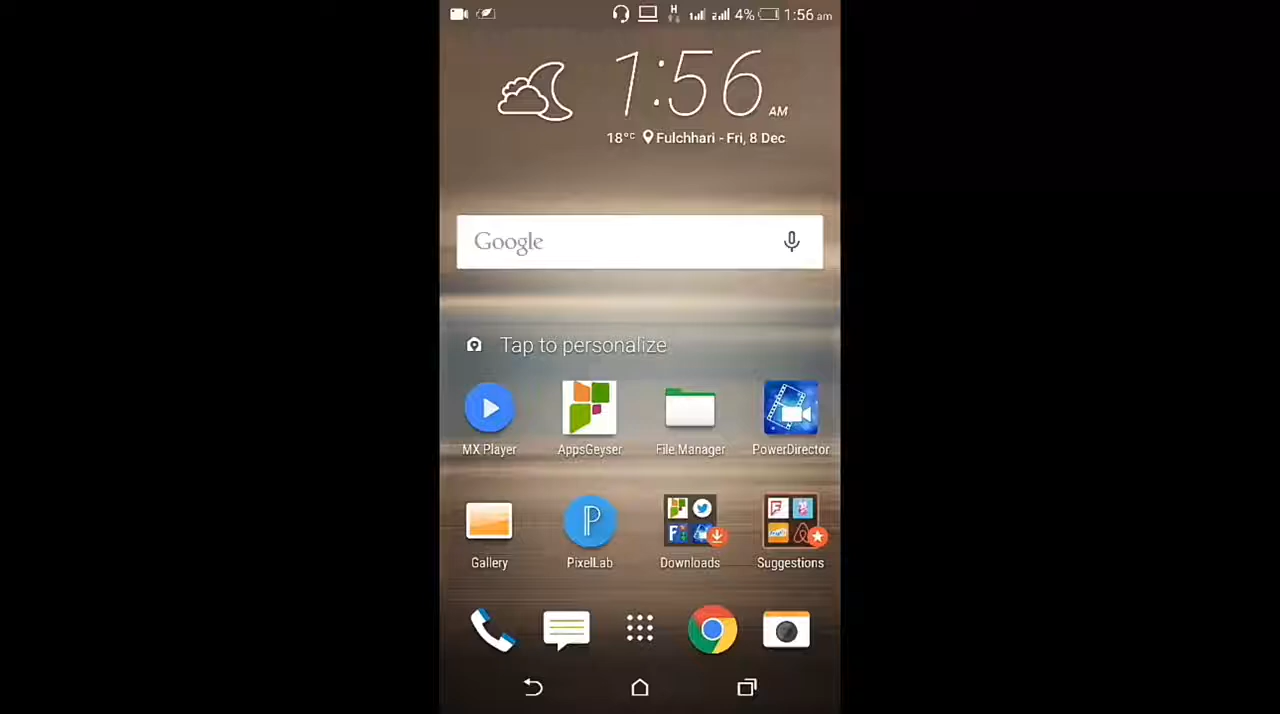 H 4% 1:56 am
1:56 AM
18°C Fulchhari - Fri, 8 Dec
Google
Tap to personalize
MX Player AppsGeyser File Manager PowerDirector
Gallery PixelLab Downloads Suggestions